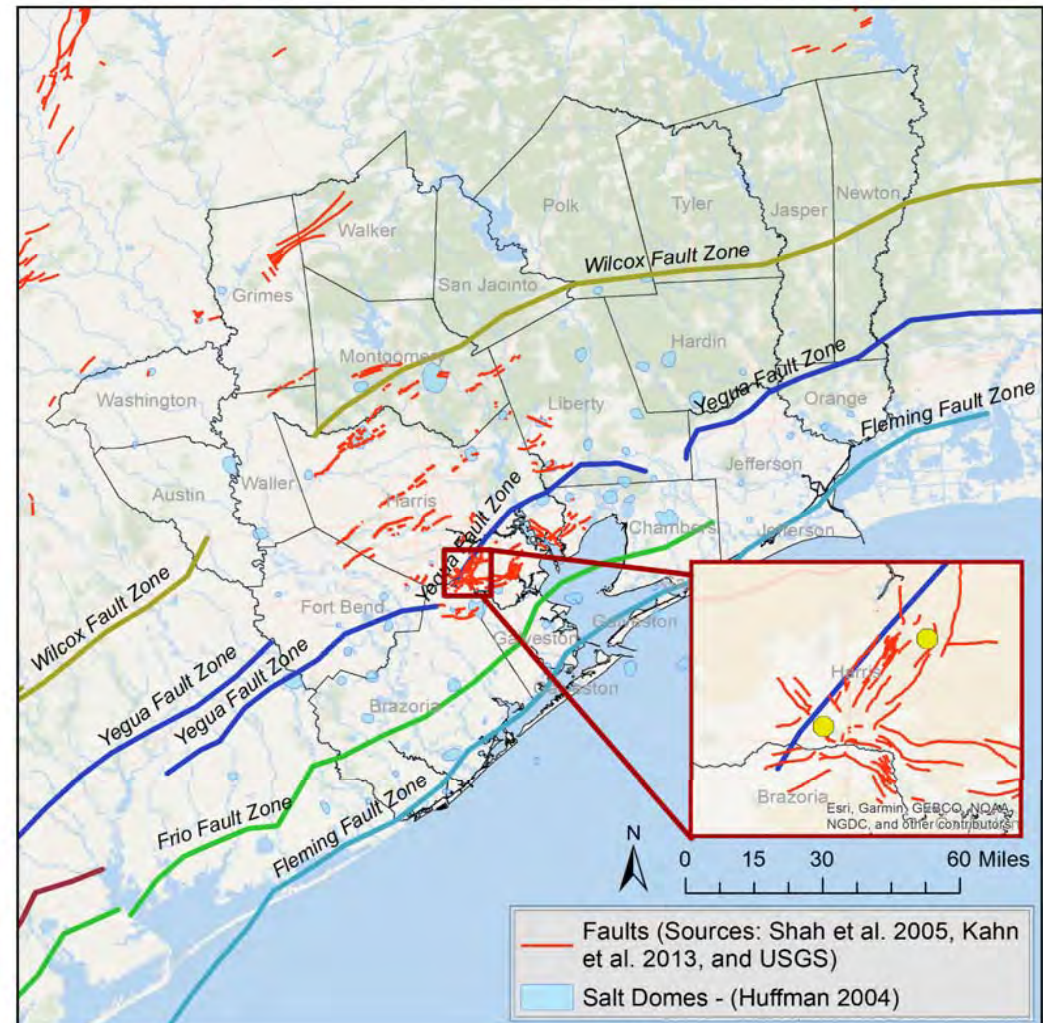 Polk
Tyler
Newton
Jasper
Walker
Wilcox Fault Zone
San Jacinto
Grimes
Hardin
Montgomery
Yegua Fault Zone
Washington
Liberty
Orange
Fleming Fault Zone
Jefferson
Austin
Waller
Harris
Yegua Fault Zone
Chambers
Jefferson
Wilcox Fault Zone
Fort Bend
Galveston
Galveston
Galveston
Yegua Fault Zone
Yegua Fault Zone
Brazoria
Frio Fault Zone
Fleming Fault Zone
Harris
Brazoria
Esri, Garmin, GEBCO, NOAA,
NGDC, and other contributors
N
0 15 30 60 Miles
Faults (Sources: Shah et al. 2005, Kahn
et al. 2013, and USGS)
Salt Domes - (Huffman 2004)